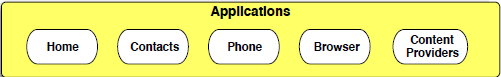 Applications
Home
Contacts
Phone
Browser
Content
Providers